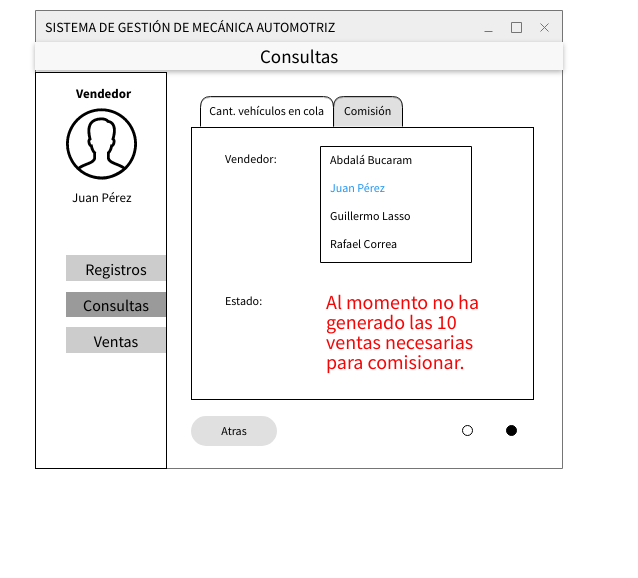 SISTEMA DE GESTIÓN DE MECÁNICA AUTOMOTRIZ
Consultas
Vendedor
Juan Pérez
Registros
Consultas
Ventas
Cant. vehículos en cola
Comisión
Vendedor:
Abdalá Bucaram
Juan Pérez
Guillermo Lasso
Rafael Correa
Estado:
Al momento no ha
generado las 10
ventas necesarias
para comisionar.
Atras